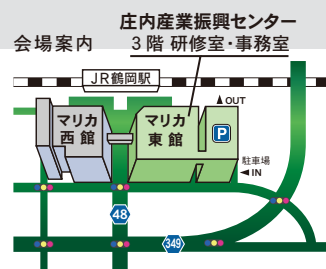 庄内産業振興センター
会場案内 3階 研修室・事務室
JR鶴岡駅
▲OUT
マリカ
西館
マリカ
東館
P
駐車場
◀IN
48
349